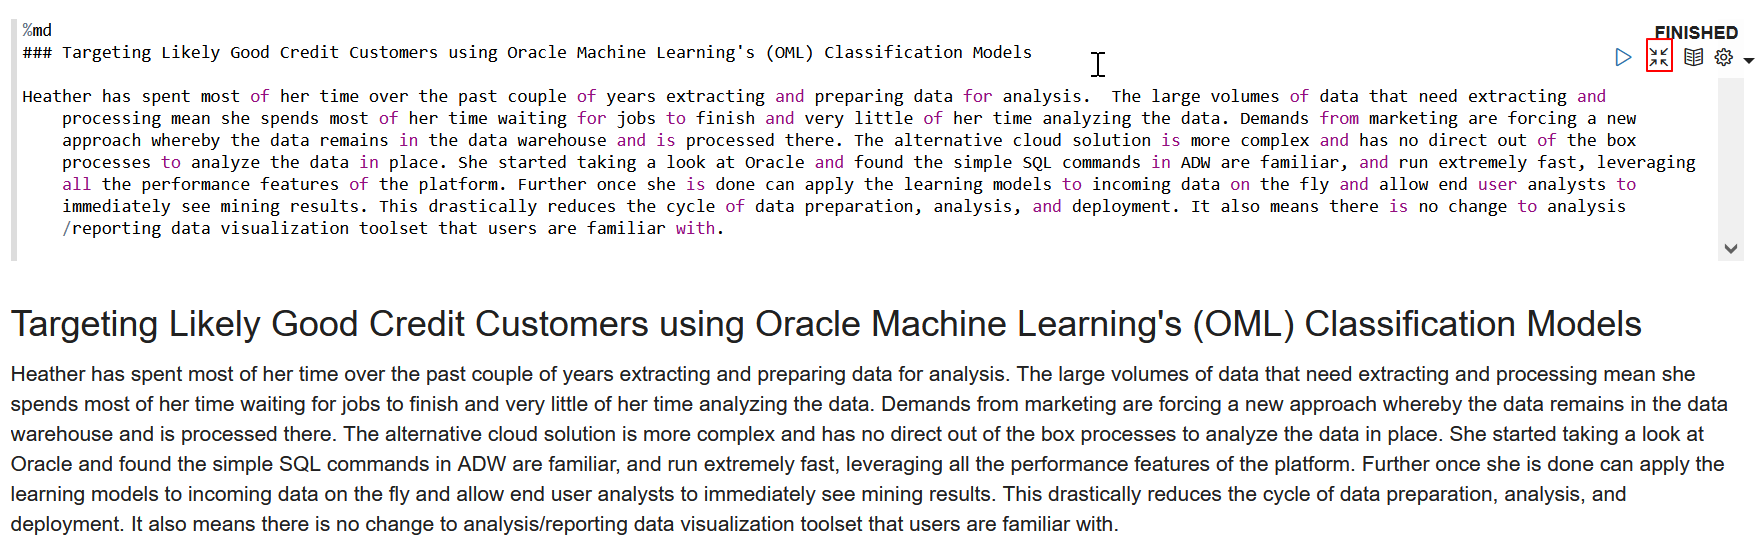 %md
FINISHED
### Targeting Likely Good Credit Customers using Oracle Machine Learning's (OML) Classification Models
Heather has spent most of her time over the past couple of years extracting and preparing data for analysis.  The large volumes of data that need extracting and
processing mean she spends most of her time waiting for jobs to finish and very little of her time analyzing the data. Demands from marketing are forcing a new
approach whereby the data remains in the data warehouse and is processed there. The alternative cloud solution is more complex and has no direct out of the box
processes to analyze the data in place. She started taking a look at Oracle and found the simple SQL commands in ADW are familiar, and run extremely fast, leveraging
all the performance features of the platform. Further once she is done can apply the learning models to incoming data on the fly and allow end user analysts to
immediately see mining results. This drastically reduces the cycle of data preparation, analysis, and deployment. It also means there is no change to analysis
/reporting data visualization toolset that users are familiar with.
Targeting Likely Good Credit Customers using Oracle Machine Learning's (OML) Classification Models
Heather has spent most of her time over the past couple of years extracting and preparing data for analysis. The large volumes of data that need extracting and processing mean she
spends most of her time waiting for jobs to finish and very little of her time analyzing the data. Demands from marketing are forcing a new approach whereby the data remains in the data
warehouse and is processed there. The alternative cloud solution is more complex and has no direct out of the box processes to analyze the data in place. She started taking a look at
Oracle and found the simple SQL commands in ADW are familiar, and run extremely fast, leveraging all the performance features of the platform. Further once she is done can apply the
learning models to incoming data on the fly and allow end user analysts to immediately see mining results. This drastically reduces the cycle of data preparation, analysis, and
deployment. It also means there is no change to analysis/reporting data visualization toolset that users are familiar with.